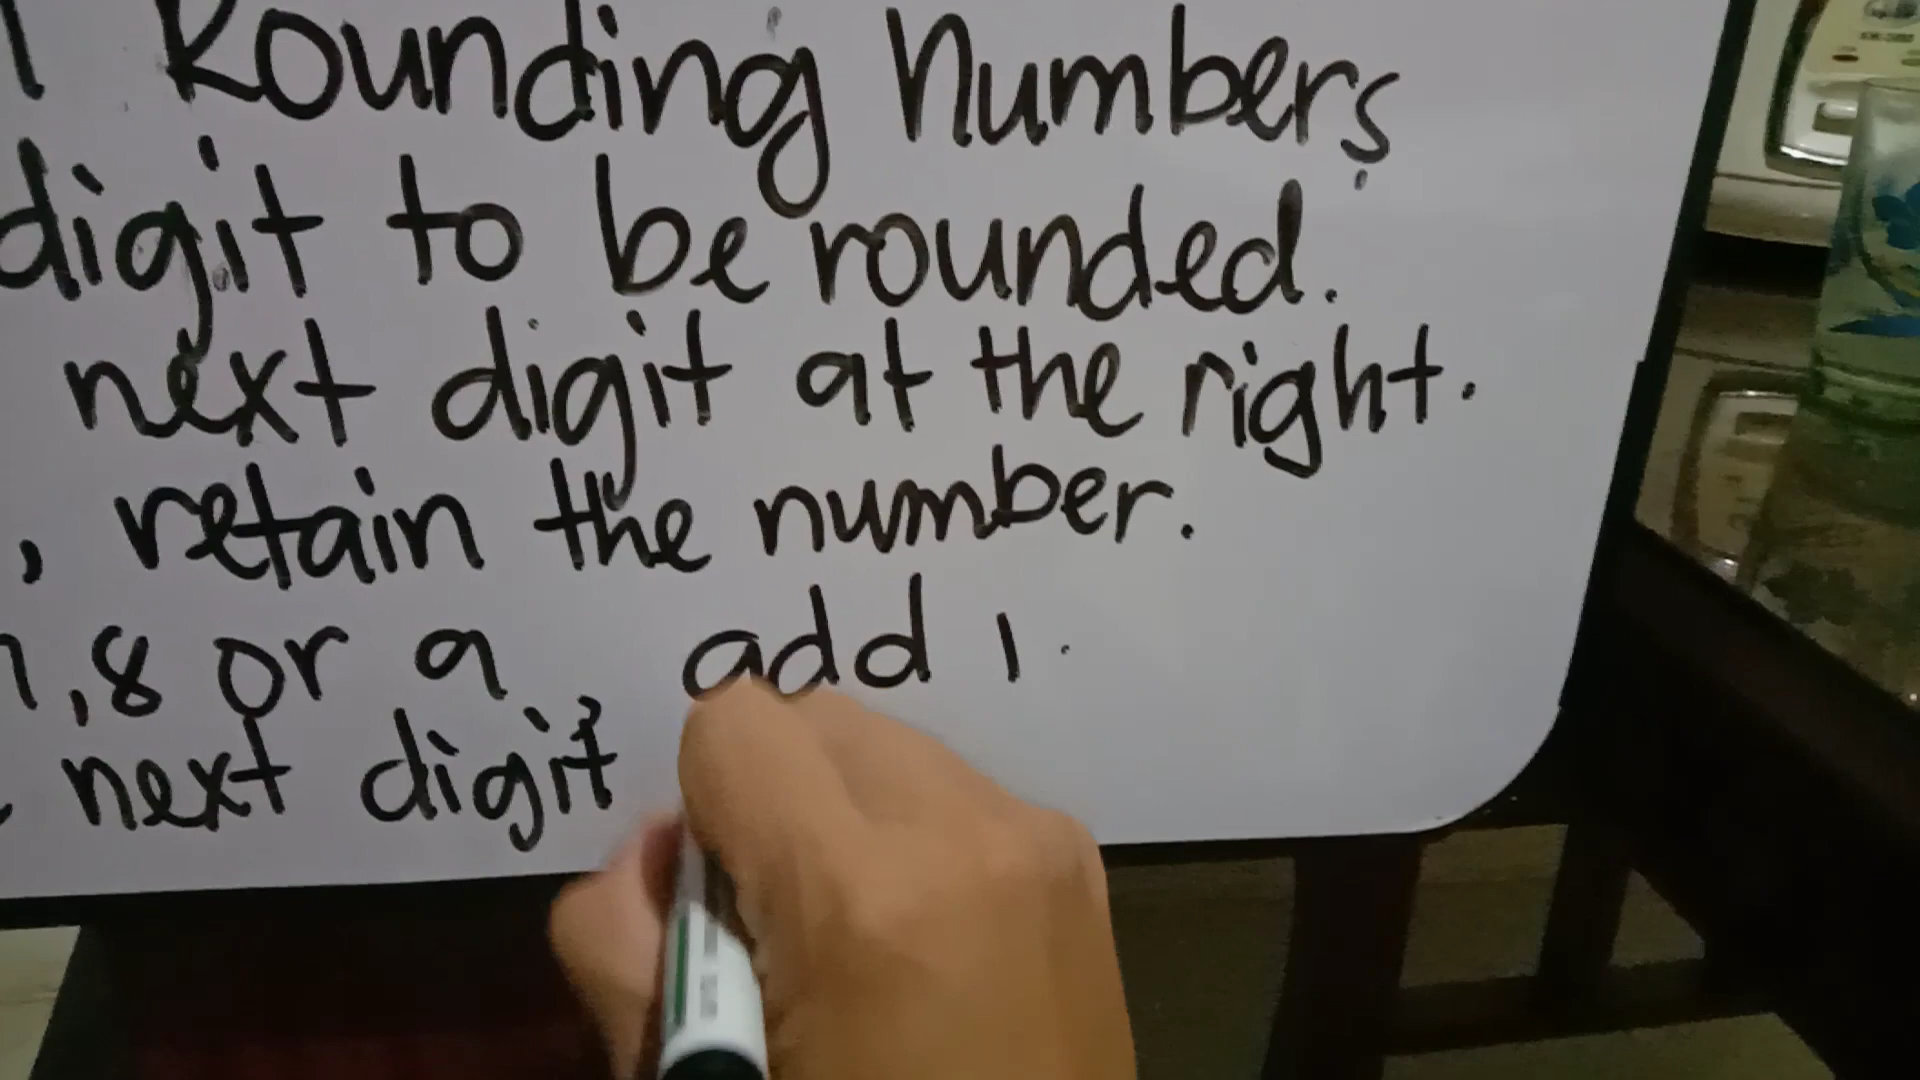 Rounding Numbers
digit to be rounded.
next digit at the right.
, retain the number.
,8 or 9, add 1.
next digit